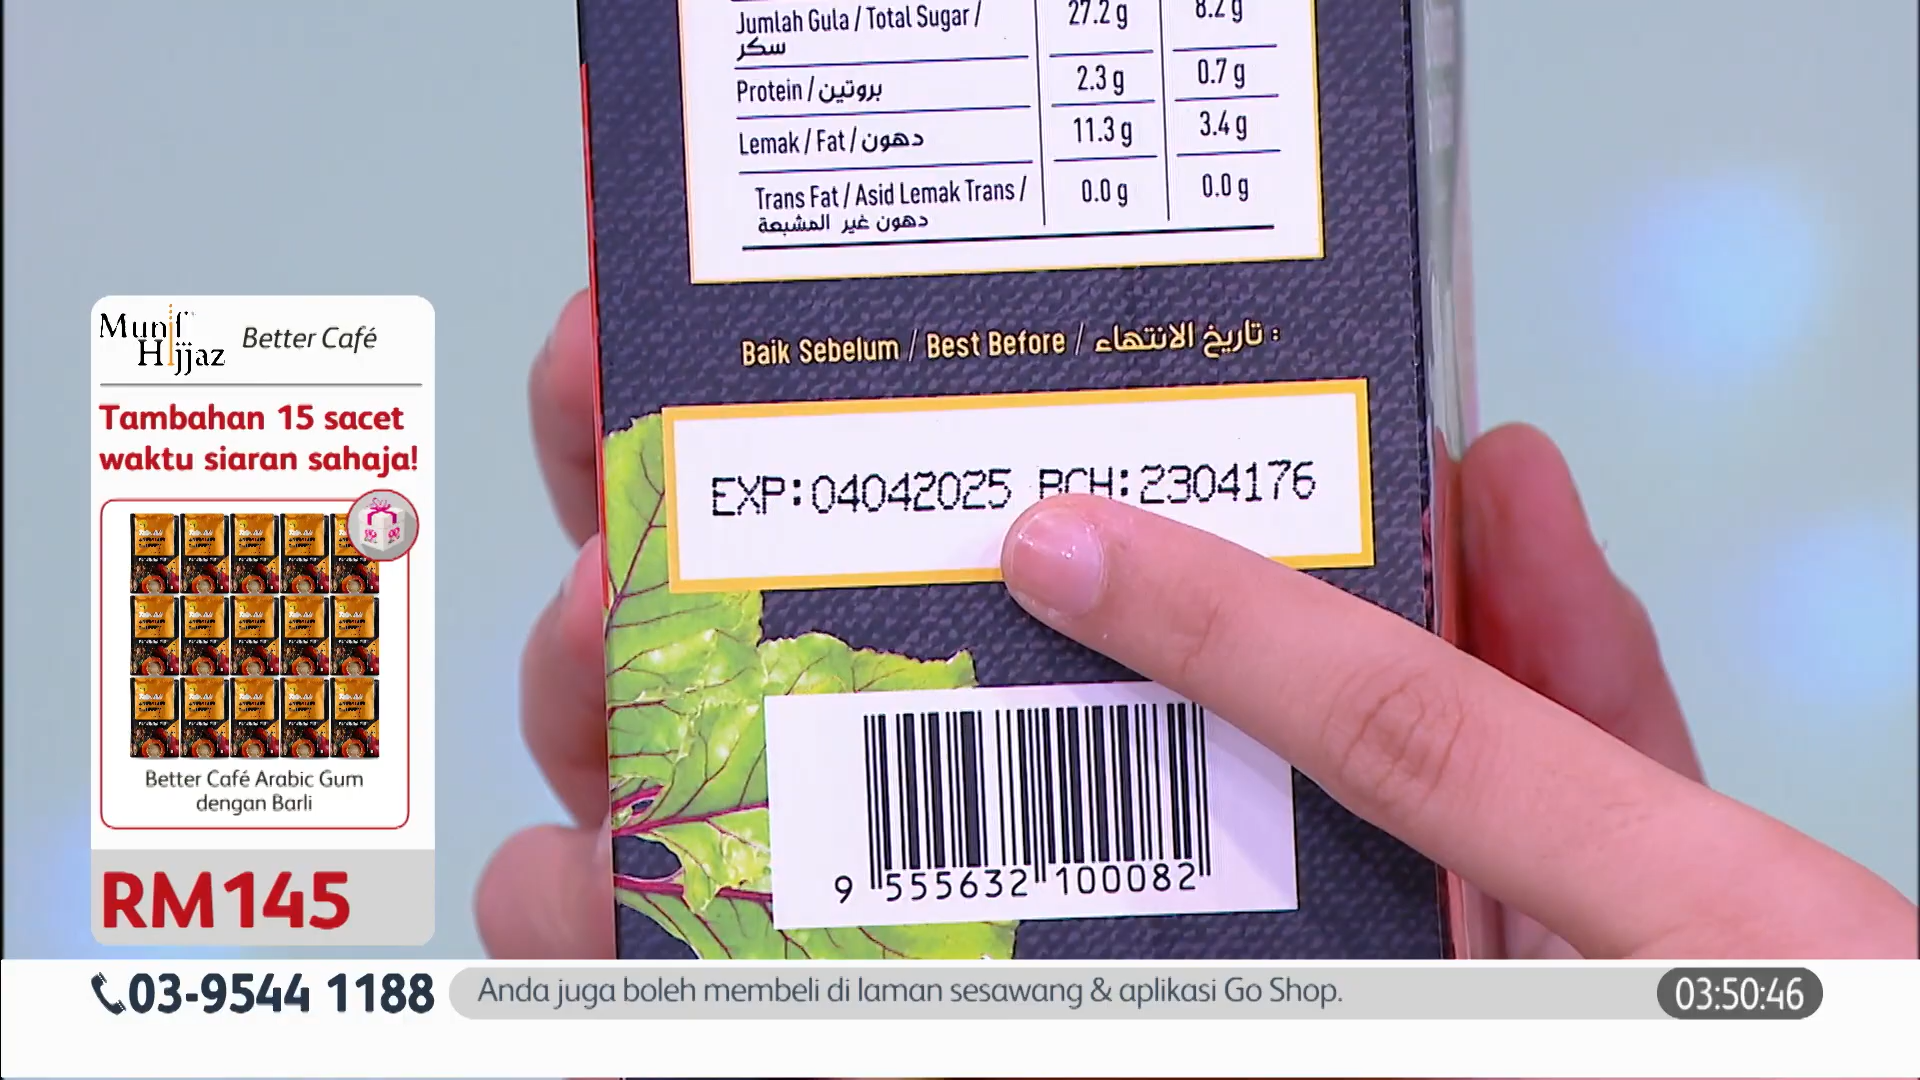 Jumlah Gula / Total Sugar / 27.2 g 8.2 g
سكر
Protein / بروتين 2.3 g 0.7 g
Lemak / Fat / دهون 11.3 g 3.4 g
Trans Fat / Asid Lemak Trans / 0.0 g 0.0 g
دهون غير المشبعة
Baik Sebelum / Best Before / تاريخ الانتهاء :
EXP:04042025 BCH:2304176
9 555632 100082
Munif Hijjaz
Better Café
Tambahan 15 sacet
waktu siaran sahaja!
Better Café Arabic Gum
dengan Barli
RM145
03-9544 1188
Anda juga boleh membeli di laman sesawang & aplikasi Go Shop.
03:50:46